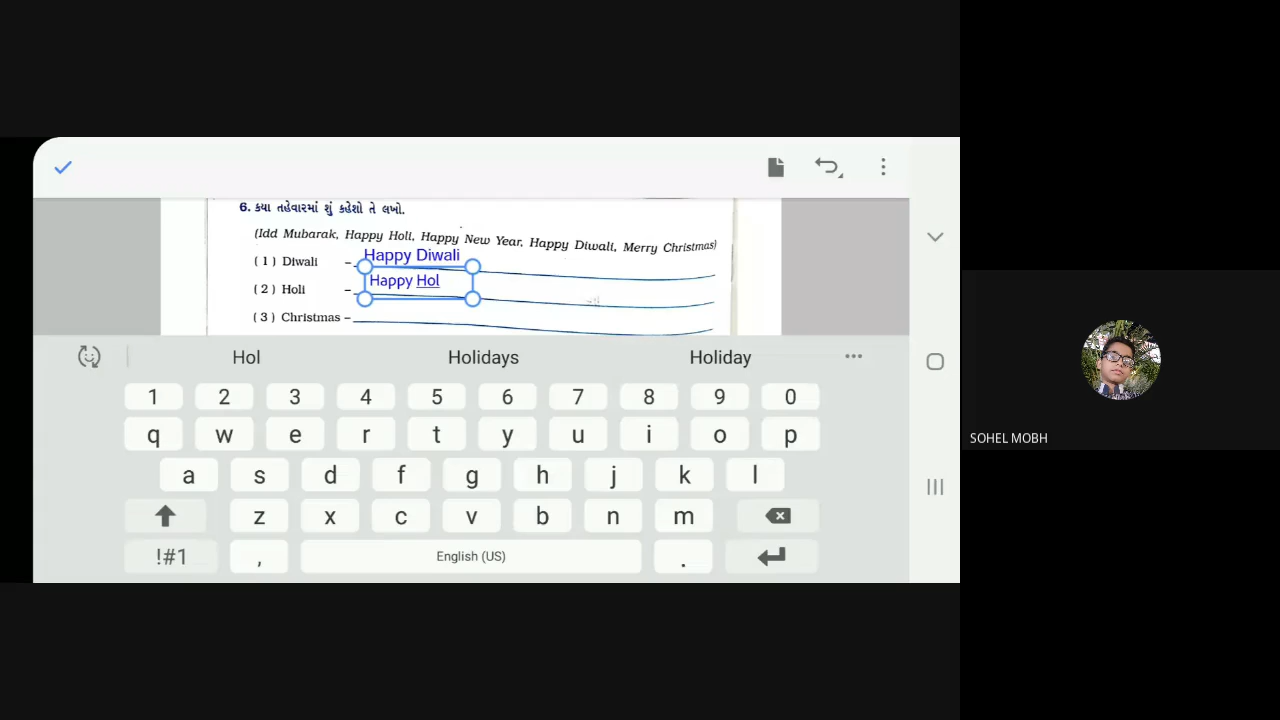 6. ક્યા તહેવારમાં શું કહેશો તે લખો.
(Idd Mubarak, Happy Holi, Happy New Year, Happy Diwali, Merry Christmas)
( 1 ) Diwali – Happy Diwali
( 2 ) Holi – Happy Hol
( 3 ) Christmas –
Hol Holidays Holiday
1 2 3 4 5 6 7 8 9 0
q w e r t y u i o p
a s d f g h j k l
z x c v b n m
!#1 , English (US) .
SOHEL MOBH